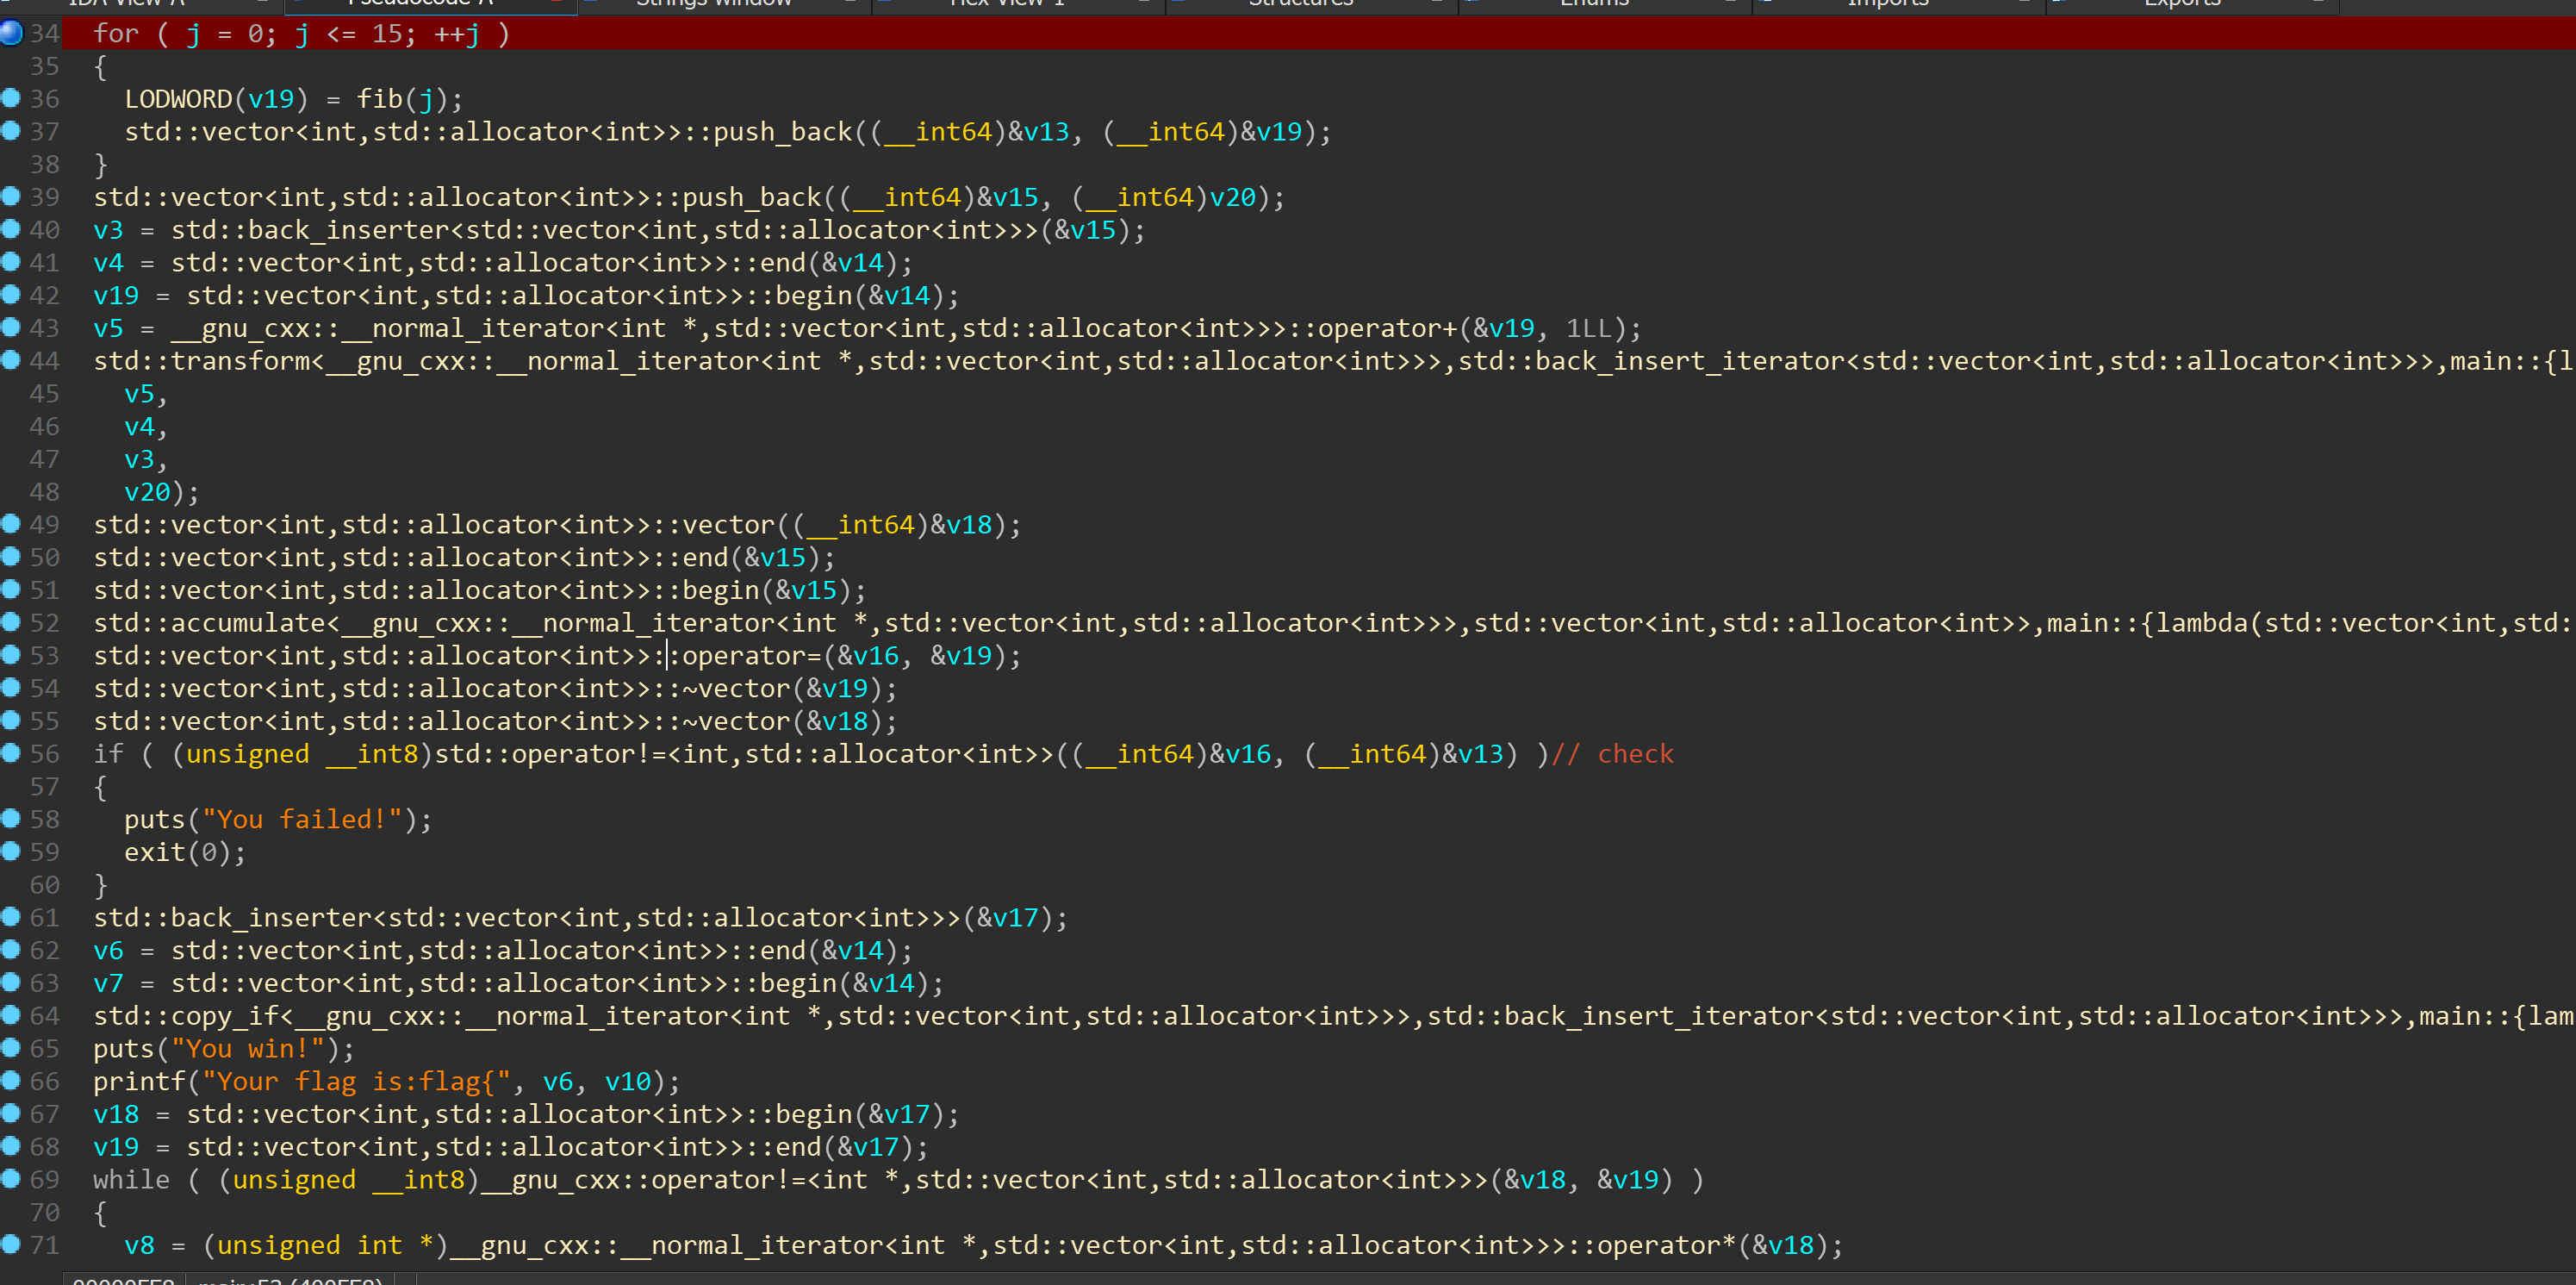 IDA View-A Pseudocode-A Strings window Hex View-1 Structures Enums Imports Exports
34 for ( j = 0; j <= 15; ++j )
35 {
36 LODWORD(v19) = fib(j);
37 std::vector<int,std::allocator<int>>::push_back((__int64)&v13, (__int64)&v19);
38 }
39 std::vector<int,std::allocator<int>>::push_back((__int64)&v15, (__int64)v20);
40 v3 = std::back_inserter<std::vector<int,std::allocator<int>>>(&v15);
41 v4 = std::vector<int,std::allocator<int>>::end(&v14);
42 v19 = std::vector<int,std::allocator<int>>::begin(&v14);
43 v5 = __gnu_cxx::__normal_iterator<int *,std::vector<int,std::allocator<int>>>::operator+(&v19, 1LL);
44 std::transform<__gnu_cxx::__normal_iterator<int *,std::vector<int,std::allocator<int>>>,std::back_insert_iterator<std::vector<int,std::allocator<int>>>,main::{l
45 v5,
46 v4,
47 v3,
48 v20);
49 std::vector<int,std::allocator<int>>::vector((__int64)&v18);
50 std::vector<int,std::allocator<int>>::end(&v15);
51 std::vector<int,std::allocator<int>>::begin(&v15);
52 std::accumulate<__gnu_cxx::__normal_iterator<int *,std::vector<int,std::allocator<int>>>,std::vector<int,std::allocator<int>>,main::{lambda(std::vector<int,std:
53 std::vector<int,std::allocator<int>>::operator=(&v16, &v19);
54 std::vector<int,std::allocator<int>>::~vector(&v19);
55 std::vector<int,std::allocator<int>>::~vector(&v18);
56 if ( (unsigned __int8)std::operator!=<int,std::allocator<int>>((__int64)&v16, (__int64)&v13) )// check
57 {
58 puts("You failed!");
59 exit(0);
60 }
61 std::back_inserter<std::vector<int,std::allocator<int>>>(&v17);
62 v6 = std::vector<int,std::allocator<int>>::end(&v14);
63 v7 = std::vector<int,std::allocator<int>>::begin(&v14);
64 std::copy_if<__gnu_cxx::__normal_iterator<int *,std::vector<int,std::allocator<int>>>,std::back_insert_iterator<std::vector<int,std::allocator<int>>>,main::{lam
65 puts("You win!");
66 printf("Your flag is:flag{", v6, v10);
67 v18 = std::vector<int,std::allocator<int>>::begin(&v17);
68 v19 = std::vector<int,std::allocator<int>>::end(&v17);
69 while ( (unsigned __int8)__gnu_cxx::operator!=<int *,std::vector<int,std::allocator<int>>>(&v18, &v19) )
70 {
71 v8 = (unsigned int *)__gnu_cxx::__normal_iterator<int *,std::vector<int,std::allocator<int>>>::operator*(&v18);